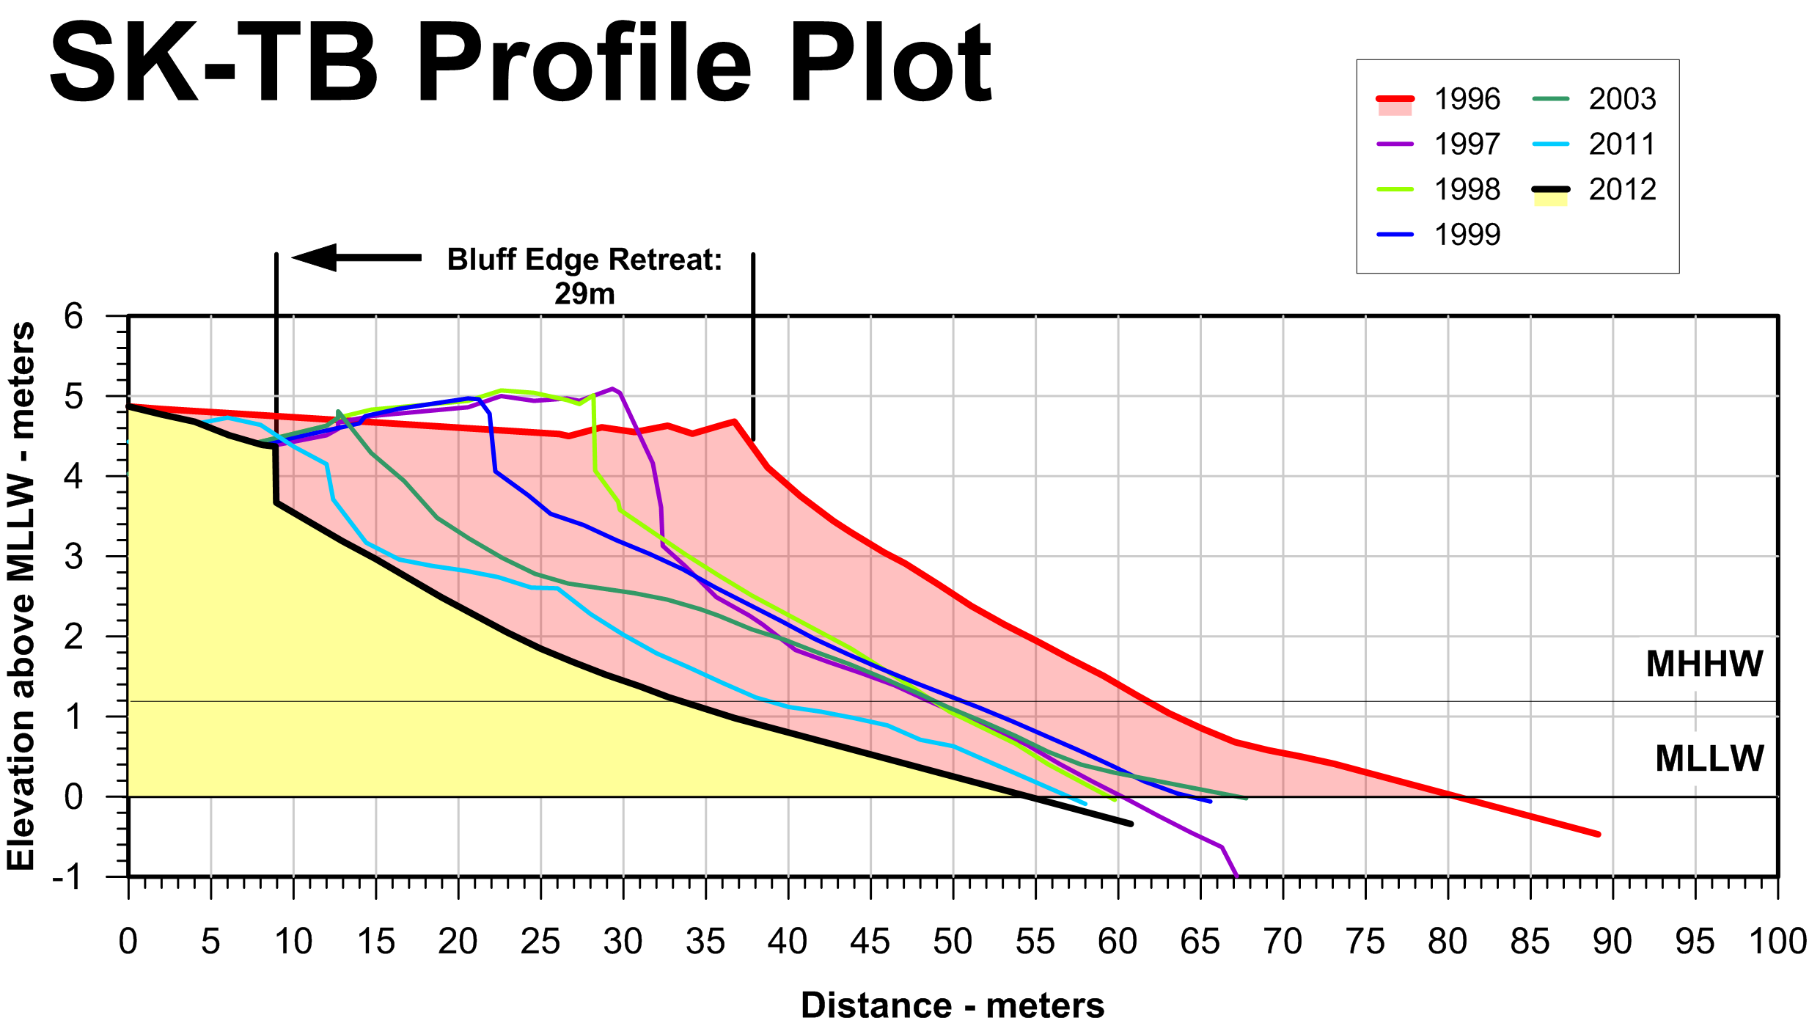 SK-TB Profile Plot
1996
2003
1997
2011
1998
2012
1999
Bluff Edge Retreat:
29m
Elevation above MLLW - meters
6
5
4
3
2
1
0
-1
MHHW
MLLW
0 5 10 15 20 25 30 35 40 45 50 55 60 65 70 75 80 85 90 95 100
Distance - meters